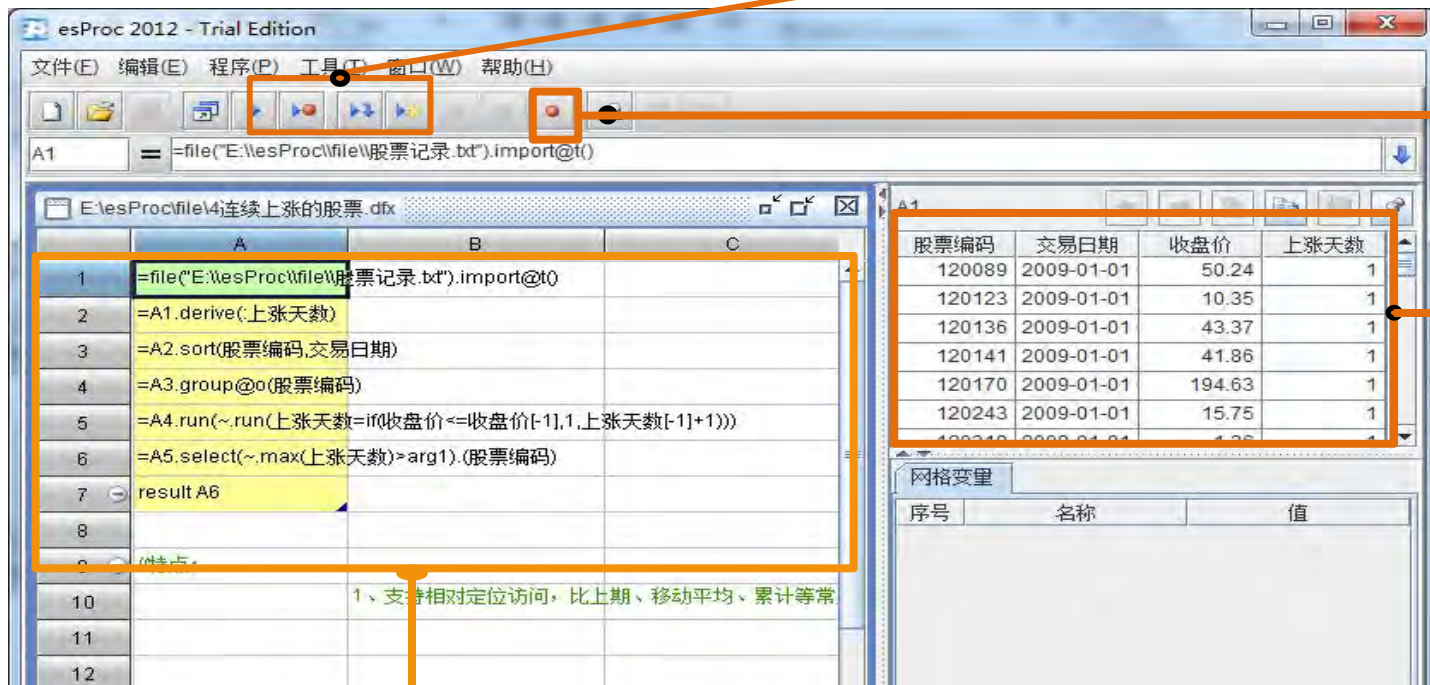 esProc 2012 - Trial Edition
文件(F) 编辑(E) 程序(P) 工具(T) 窗口(W) 帮助(H)
A1 = =file("E:\\esProc\\file\\股票记录.txt").import@t()
E:\esProc\file\4连续上涨的股票.dfx
A B C
1 =file("E:\\esProc\\file\\股票记录.txt").import@t()
2 =A1.derive(:上涨天数)
3 =A2.sort(股票编码,交易日期)
4 =A3.group@o(股票编码)
5 =A4.run(~.run(上涨天数=if(收盘价<=收盘价[-1],1,上涨天数[-1]+1)))
6 =A5.select(~.max(上涨天数)>arg1).(股票编码)
7 result A6
8
9
10 1、支持相对定位访问，比上期、移动平均、累计等常
11
12
A1
股票编码 交易日期 收盘价 上涨天数
120089 2009-01-01 50.24 1
120123 2009-01-01 10.35 1
120136 2009-01-01 43.37 1
120141 2009-01-01 41.86 1
120170 2009-01-01 194.63 1
120243 2009-01-01 15.75 1
网格变量
序号 名称 值